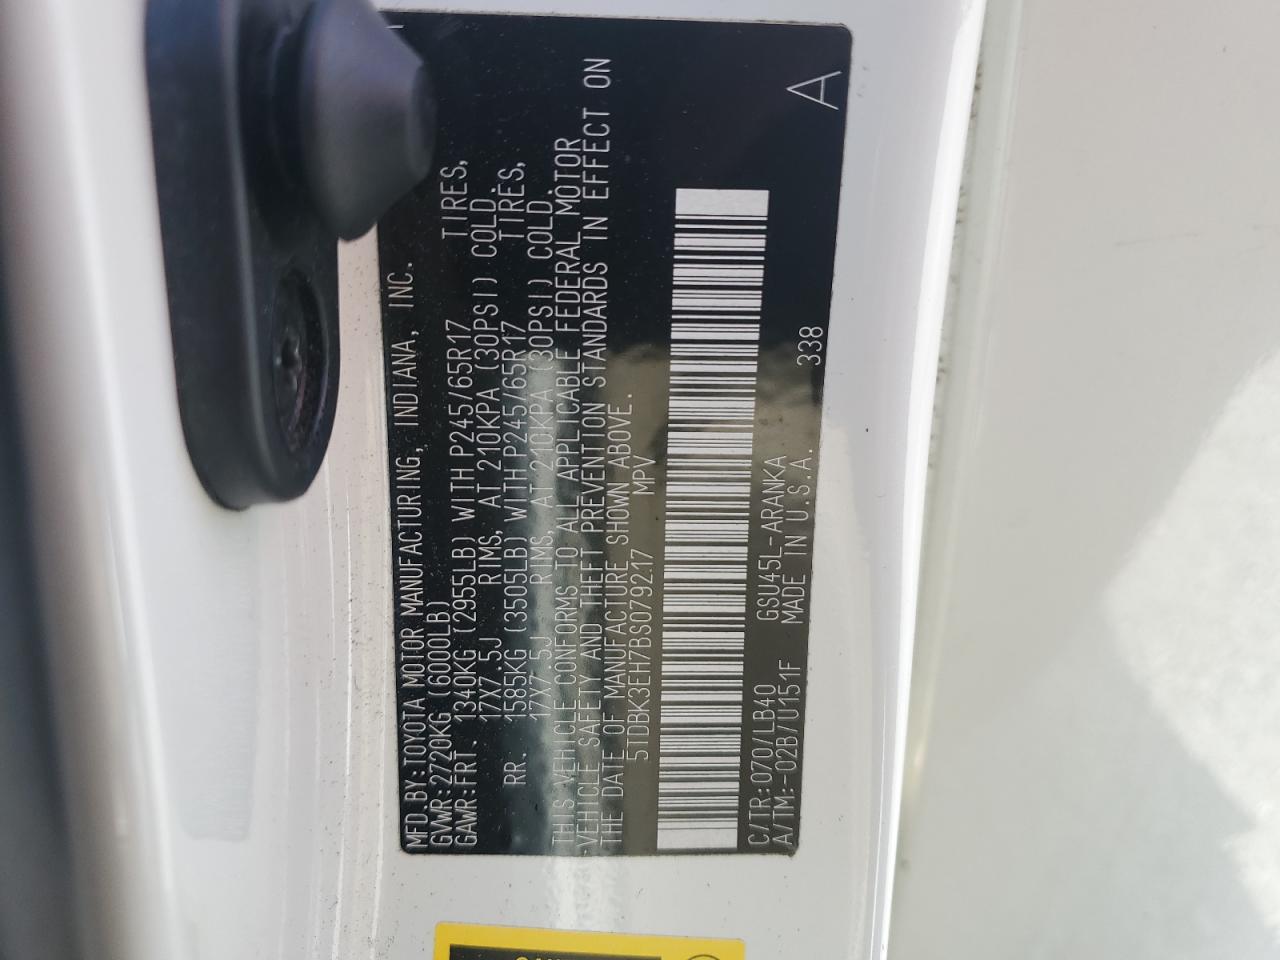 MFD.BY:TOYOTA MOTOR MANUFACTURING, INDIANA, INC.
GVWR:2720KG (6000LB)
GAWR:FRT. 1340KG (2955LB) WITH P245/65R17 TIRES,
17X7.5J RIMS, AT 210KPA (30PSI) COLD.
RR. 1585KG (3505LB) WITH P245/65R17 TIRES,
17X7.5J RIMS, AT 210KPA (30PSI) COLD.
THIS VEHICLE CONFORMS TO ALL APPLICABLE FEDERAL MOTOR
VEHICLE SAFETY AND THEFT PREVENTION STANDARDS IN EFFECT ON
THE DATE OF MANUFACTURE SHOWN ABOVE.
5TDBK3EH7BS079217 MPV
C/TR:070/LB40 GSU45L-ARANKA
A/TM:-02B/U151F MADE IN U.S.A. 338
A